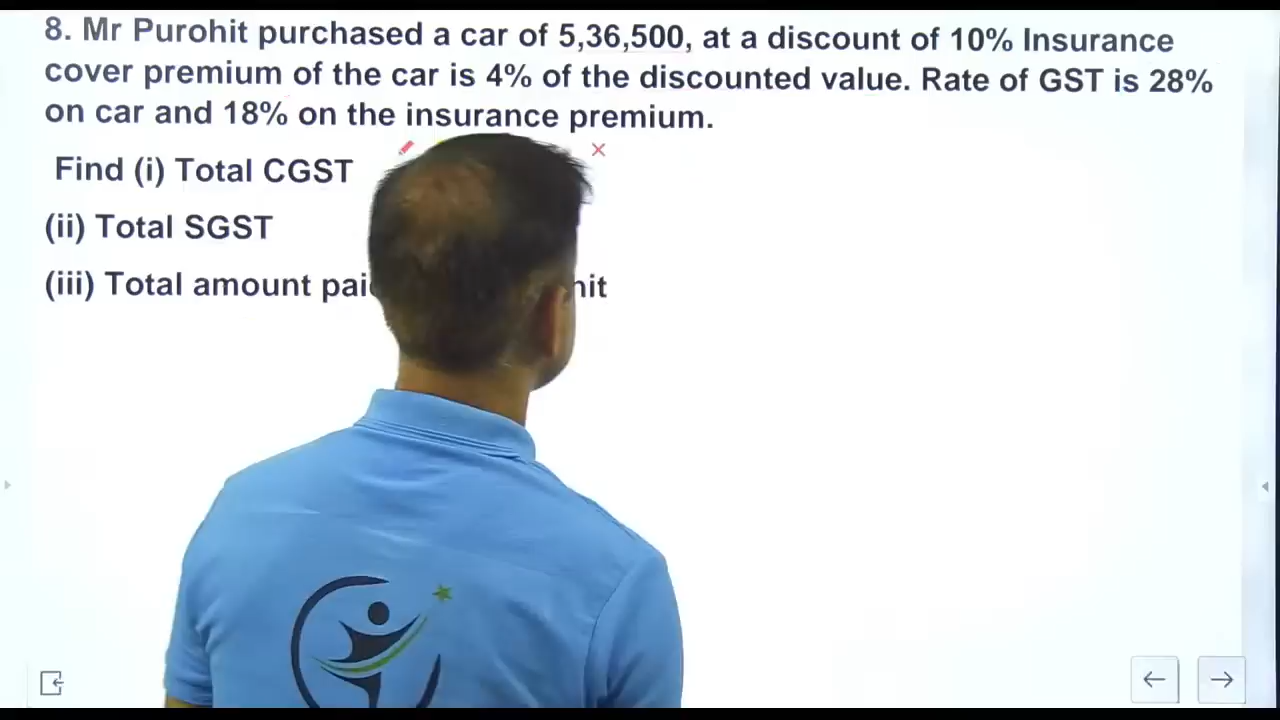 8. Mr Purohit purchased a car of 5,36,500, at a discount of 10% Insurance
cover premium of the car is 4% of the discounted value. Rate of GST is 28%
on car and 18% on the insurance premium.
Find (i) Total CGST
(ii) Total SGST
(iii) Total amount